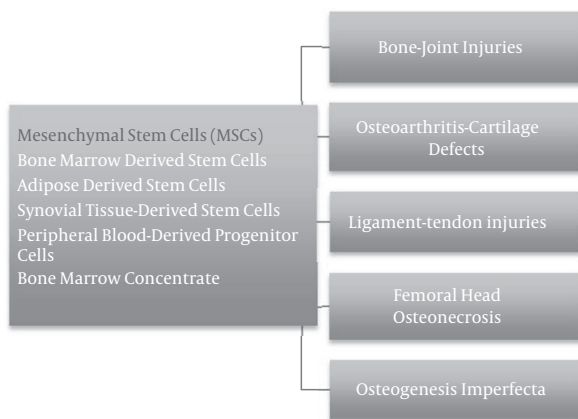 Mesenchymal Stem Cells (MSCs)
Bone Marrow Derived Stem Cells
Adipose Derived Stem Cells
Synovial Tissue-Derived Stem Cells
Peripheral Blood-Derived Progenitor
Cells
Bone Marrow Concentrate
Bone-Joint Injuries
Osteoarthritis-Cartilage
Defects
Ligament-tendon injuries
Femoral Head
Osteonecrosis
Osteogenesis Imperfecta